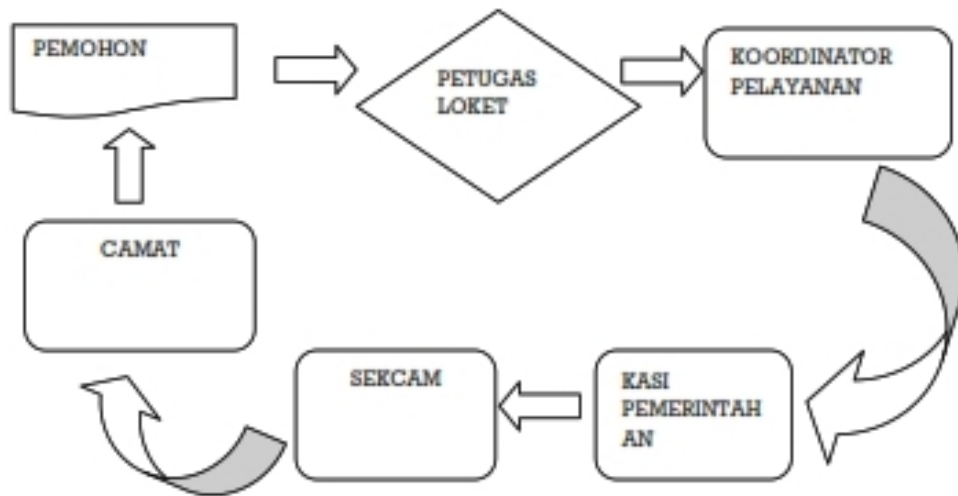 PEMOHON
PETUGAS
LOKET
KOORDINATOR
PELAYANAN
CAMAT
SEKCAM
KASI
PEMERINTAH
AN